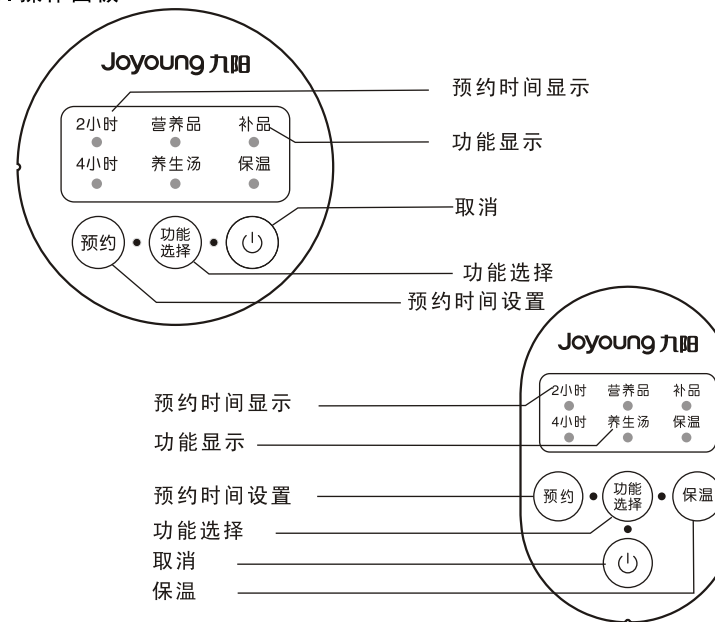 Joyoung 九阳
预约时间显示
2小时 营养品 补品
功能显示
4小时 养生汤 保温
取消
预约 功能选择
功能选择
预约时间设置
Joyoung 九阳
预约时间显示
2小时 营养品 补品
4小时 养生汤 保温
功能显示
预约时间设置
预约 功能选择 保温
功能选择
取消
保温